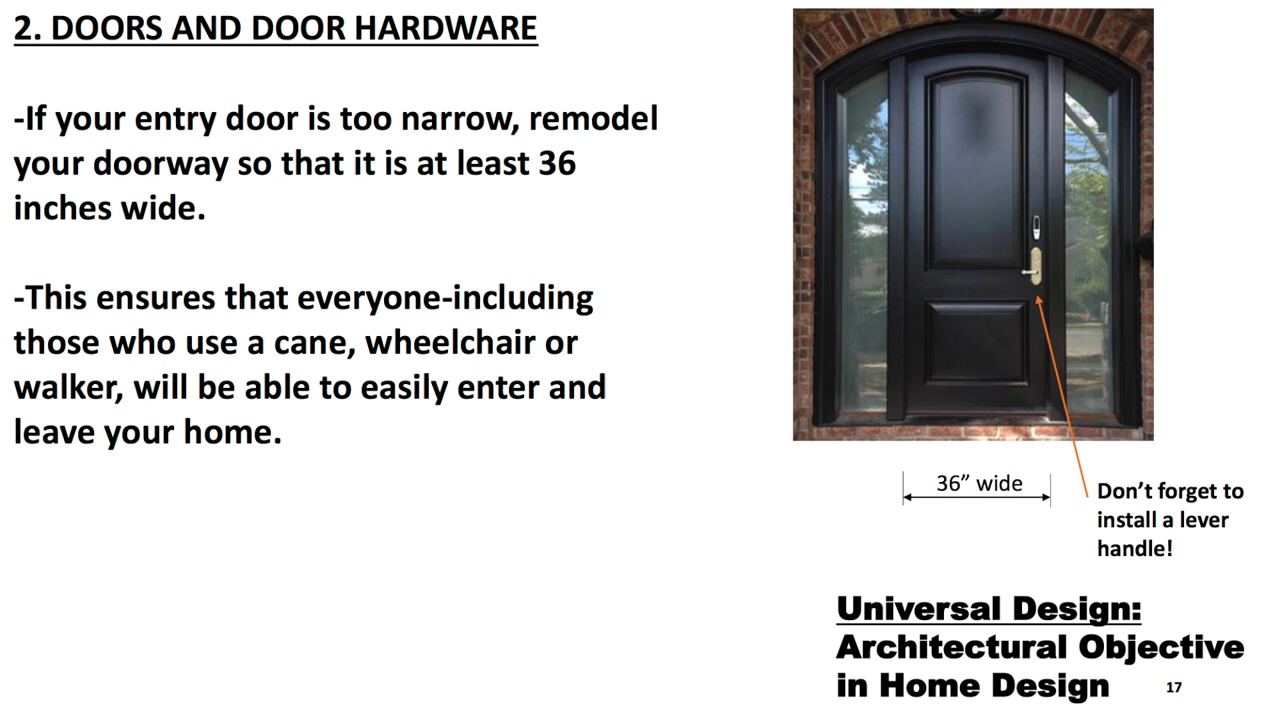 2. DOORS AND DOOR HARDWARE
-If your entry door is too narrow, remodel
your doorway so that it is at least 36
inches wide.
-This ensures that everyone-including
those who use a cane, wheelchair or
walker, will be able to easily enter and
leave your home.
36” wide
Don’t forget to
install a lever
handle!
Universal Design:
Architectural Objective
in Home Design
17